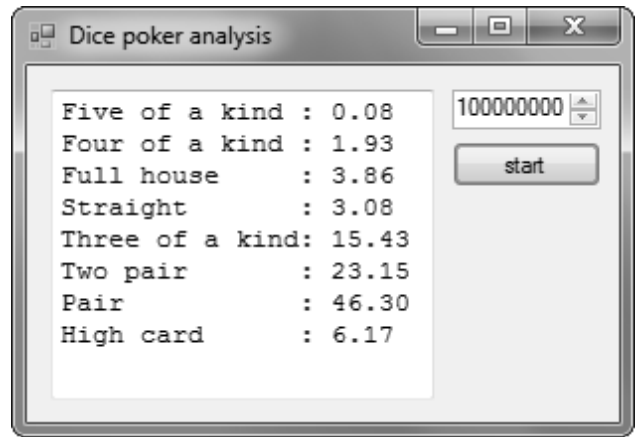 Dice poker analysis
Five of a kind : 0.08
Four of a kind : 1.93
Full house     : 3.86
Straight       : 3.08
Three of a kind: 15.43
Two pair       : 23.15
Pair           : 46.30
High card      : 6.17
100000000
start